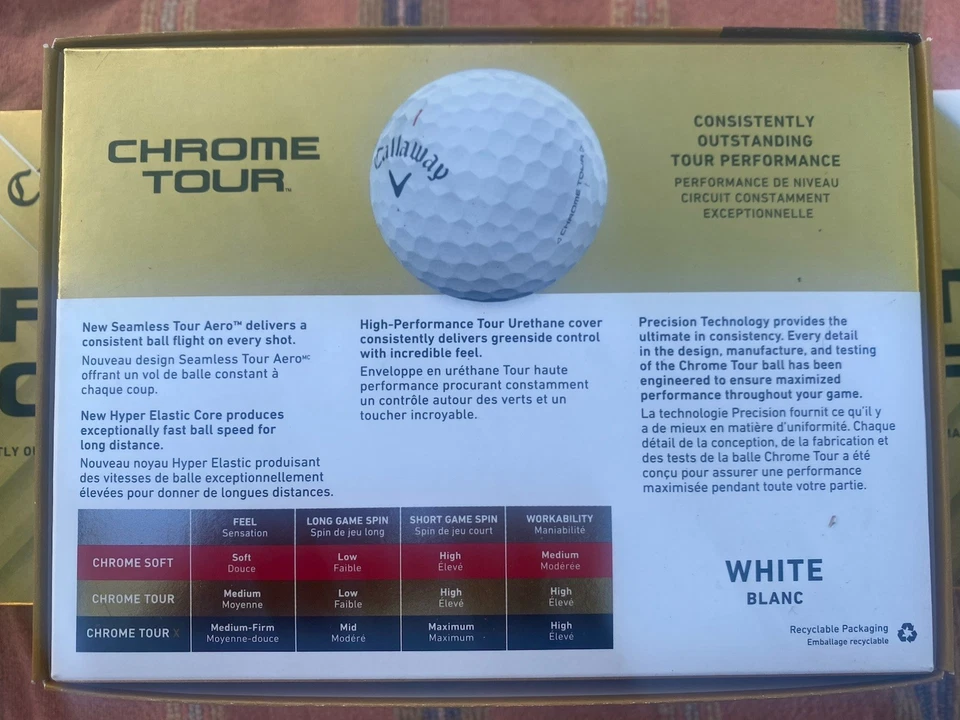 CHROME
TOUR™
Callaway
CHROME TOUR
CONSISTENTLY
OUTSTANDING
TOUR PERFORMANCE
PERFORMANCE DE NIVEAU
CIRCUIT CONSTAMMENT
EXCEPTIONNELLE
New Seamless Tour Aero™ delivers a
consistent ball flight on every shot.
Nouveau design Seamless Tour Aeroᴹᶜ
offrant un vol de balle constant à
chaque coup.
New Hyper Elastic Core produces
exceptionally fast ball speed for
long distance.
Nouveau noyau Hyper Elastic produisant
des vitesses de balle exceptionnellement
élevées pour donner de longues distances.
High-Performance Tour Urethane cover
consistently delivers greenside control
with incredible feel.
Enveloppe en uréthane Tour haute
performance procurant constamment
un contrôle autour des verts et un
toucher incroyable.
Precision Technology provides the
ultimate in consistency. Every detail
in the design, manufacture, and testing
of the Chrome Tour ball has been
engineered to ensure maximized
performance throughout your game.
La technologie Precision fournit ce qu'il y
a de mieux en matière d'uniformité. Chaque
détail de la conception, de la fabrication et
des tests de la balle Chrome Tour a été
conçu pour assurer une performance
maximisée pendant toute votre partie.
FEEL LONG GAME SPIN SHORT GAME SPIN WORKABILITY
Sensation Spin de jeu long Spin de jeu court Maniabilité
CHROME SOFT Soft Low High Medium
Douce Faible Élevé Modérée
CHROME TOUR Medium Low High High
Moyenne Faible Élevé Élevé
CHROME TOUR X Medium-Firm Mid Maximum High
Moyenne-douce Modéré Maximum Élevé
WHITE
BLANC
Recyclable Packaging
Emballage recyclable